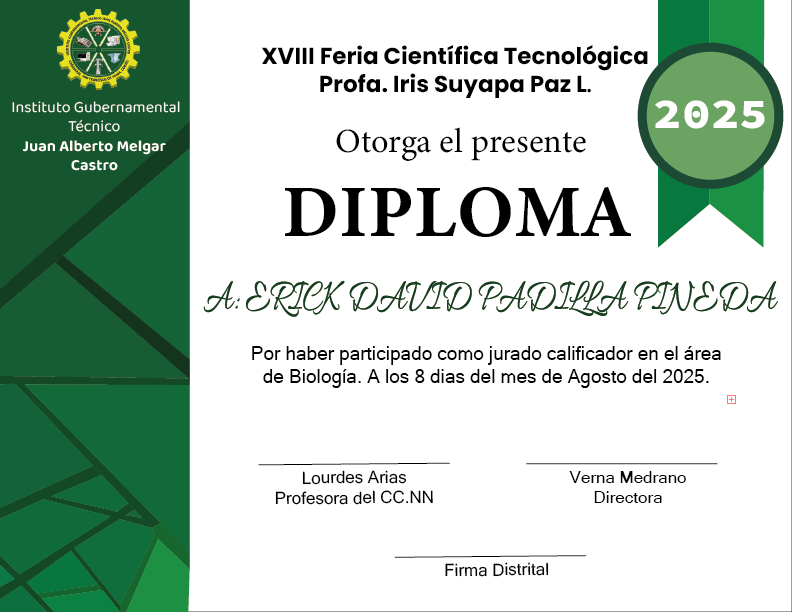 Instituto Gubernamental
Técnico
Juan Alberto Melgar
Castro
XVIII Feria Científica Tecnológica
Profa. Iris Suyapa Paz L.
2025
Otorga el presente
DIPLOMA
A: ERICK DAVID PADILLA PINEDA
Por haber participado como jurado calificador en el área
de Biología. A los 8 dias del mes de Agosto del 2025.
Lourdes Arias
Profesora del CC.NN
Verna Medrano
Directora
Firma Distrital